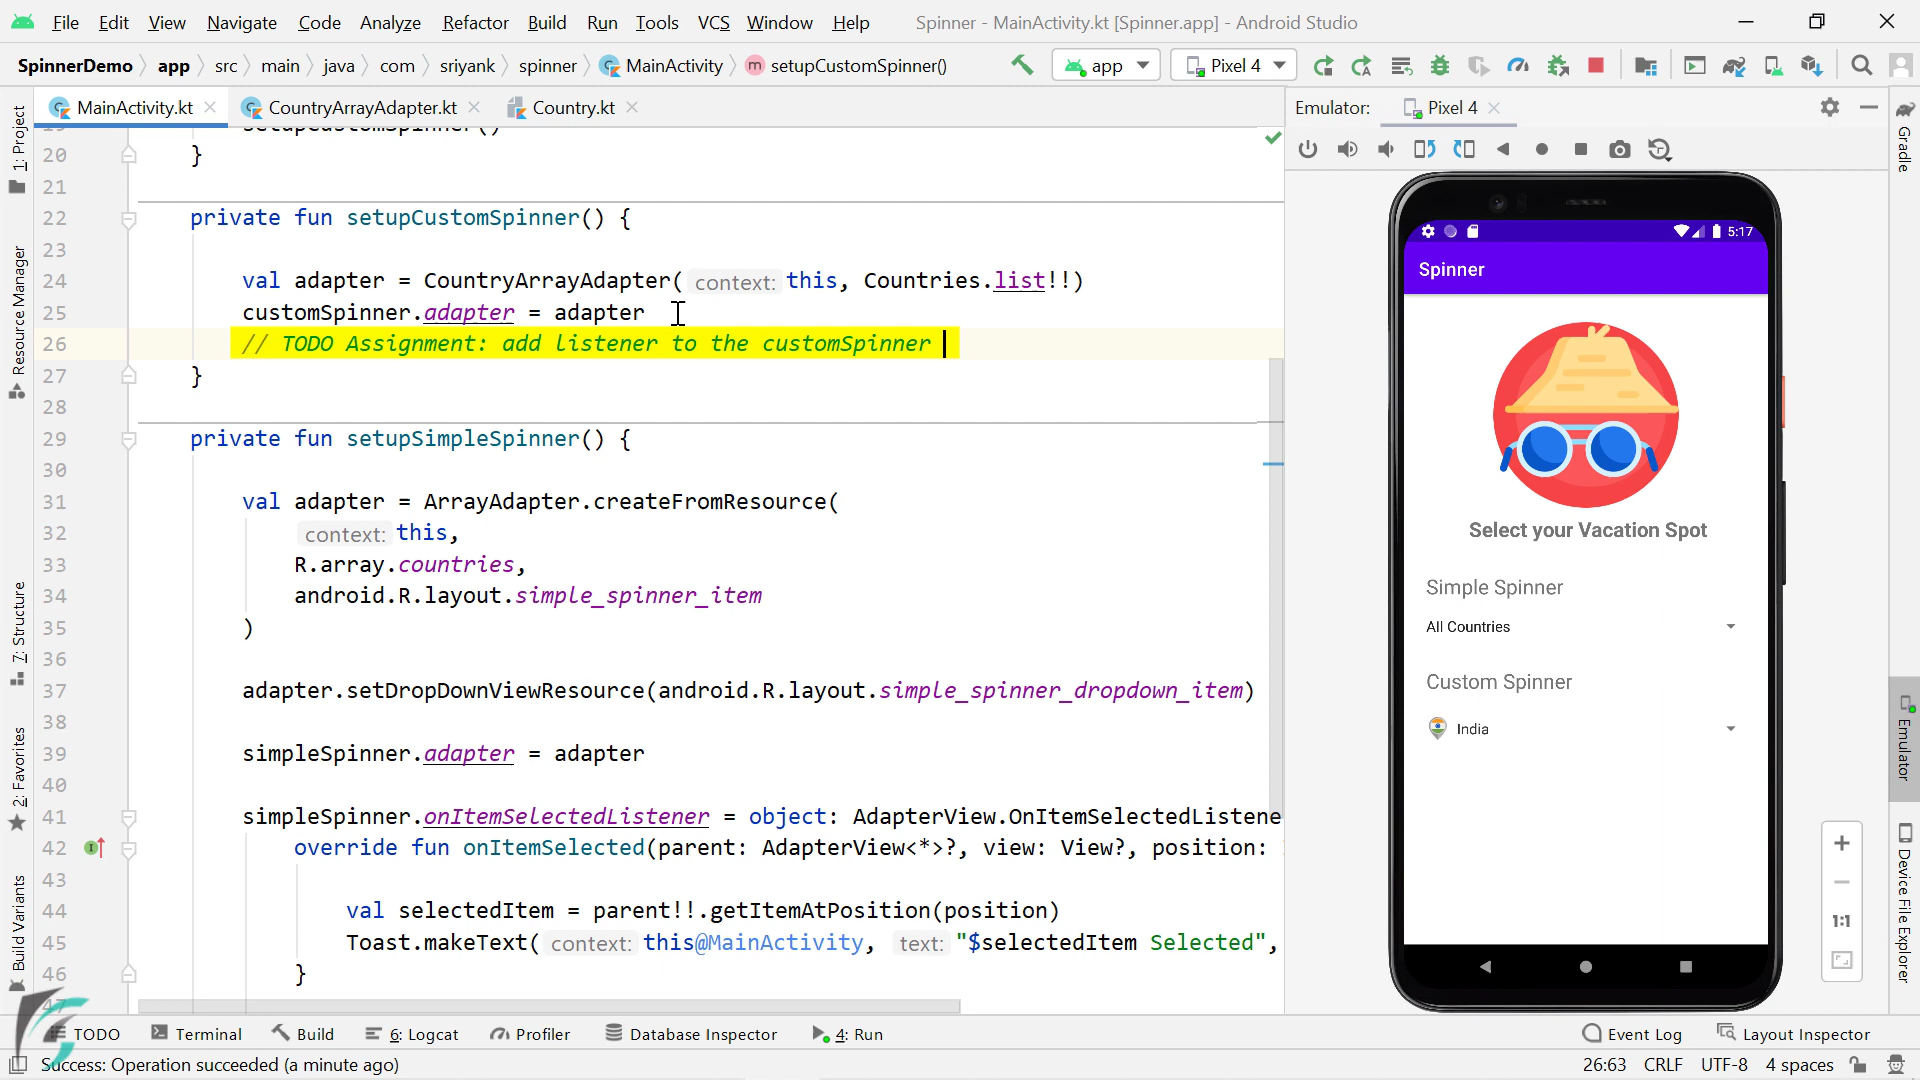 File Edit View Navigate Code Analyze Refactor Build Run Tools VCS Window Help Spinner - MainActivity.kt [Spinner.app] - Android Studio
SpinnerDemo app src main java com sriyank spinner MainActivity setupCustomSpinner() app Pixel 4
MainActivity.kt CountryArrayAdapter.kt Country.kt Emulator: Pixel 4
1: Project
Resource Manager
7: Structure
2: Favorites
Build Variants
19 setupCustomSpinner()
20 }
21
22 private fun setupCustomSpinner() {
23
24 val adapter = CountryArrayAdapter( context: this, Countries.list!!)
25 customSpinner.adapter = adapter
26 // TODO Assignment: add listener to the customSpinner
27 }
28
29 private fun setupSimpleSpinner() {
30
31 val adapter = ArrayAdapter.createFromResource(
32 context: this,
33 R.array.countries,
34 android.R.layout.simple_spinner_item
35 )
36
37 adapter.setDropDownViewResource(android.R.layout.simple_spinner_dropdown_item)
38
39 simpleSpinner.adapter = adapter
40
41 simpleSpinner.onItemSelectedListener = object: AdapterView.OnItemSelectedListene
42 override fun onItemSelected(parent: AdapterView<*>?, view: View?, position:
43
44 val selectedItem = parent!!.getItemAtPosition(position)
45 Toast.makeText( context: this@MainActivity, text: "$selectedItem Selected",
46 }
47
5:17
Spinner
Select your Vacation Spot
Simple Spinner
All Countries
Custom Spinner
India
1:1
Gradle
Emulator
Device File Explorer
TODO Terminal Build 6: Logcat Profiler Database Inspector 4: Run Event Log Layout Inspector
Success: Operation succeeded (a minute ago) 26:63 CRLF UTF-8 4 spaces